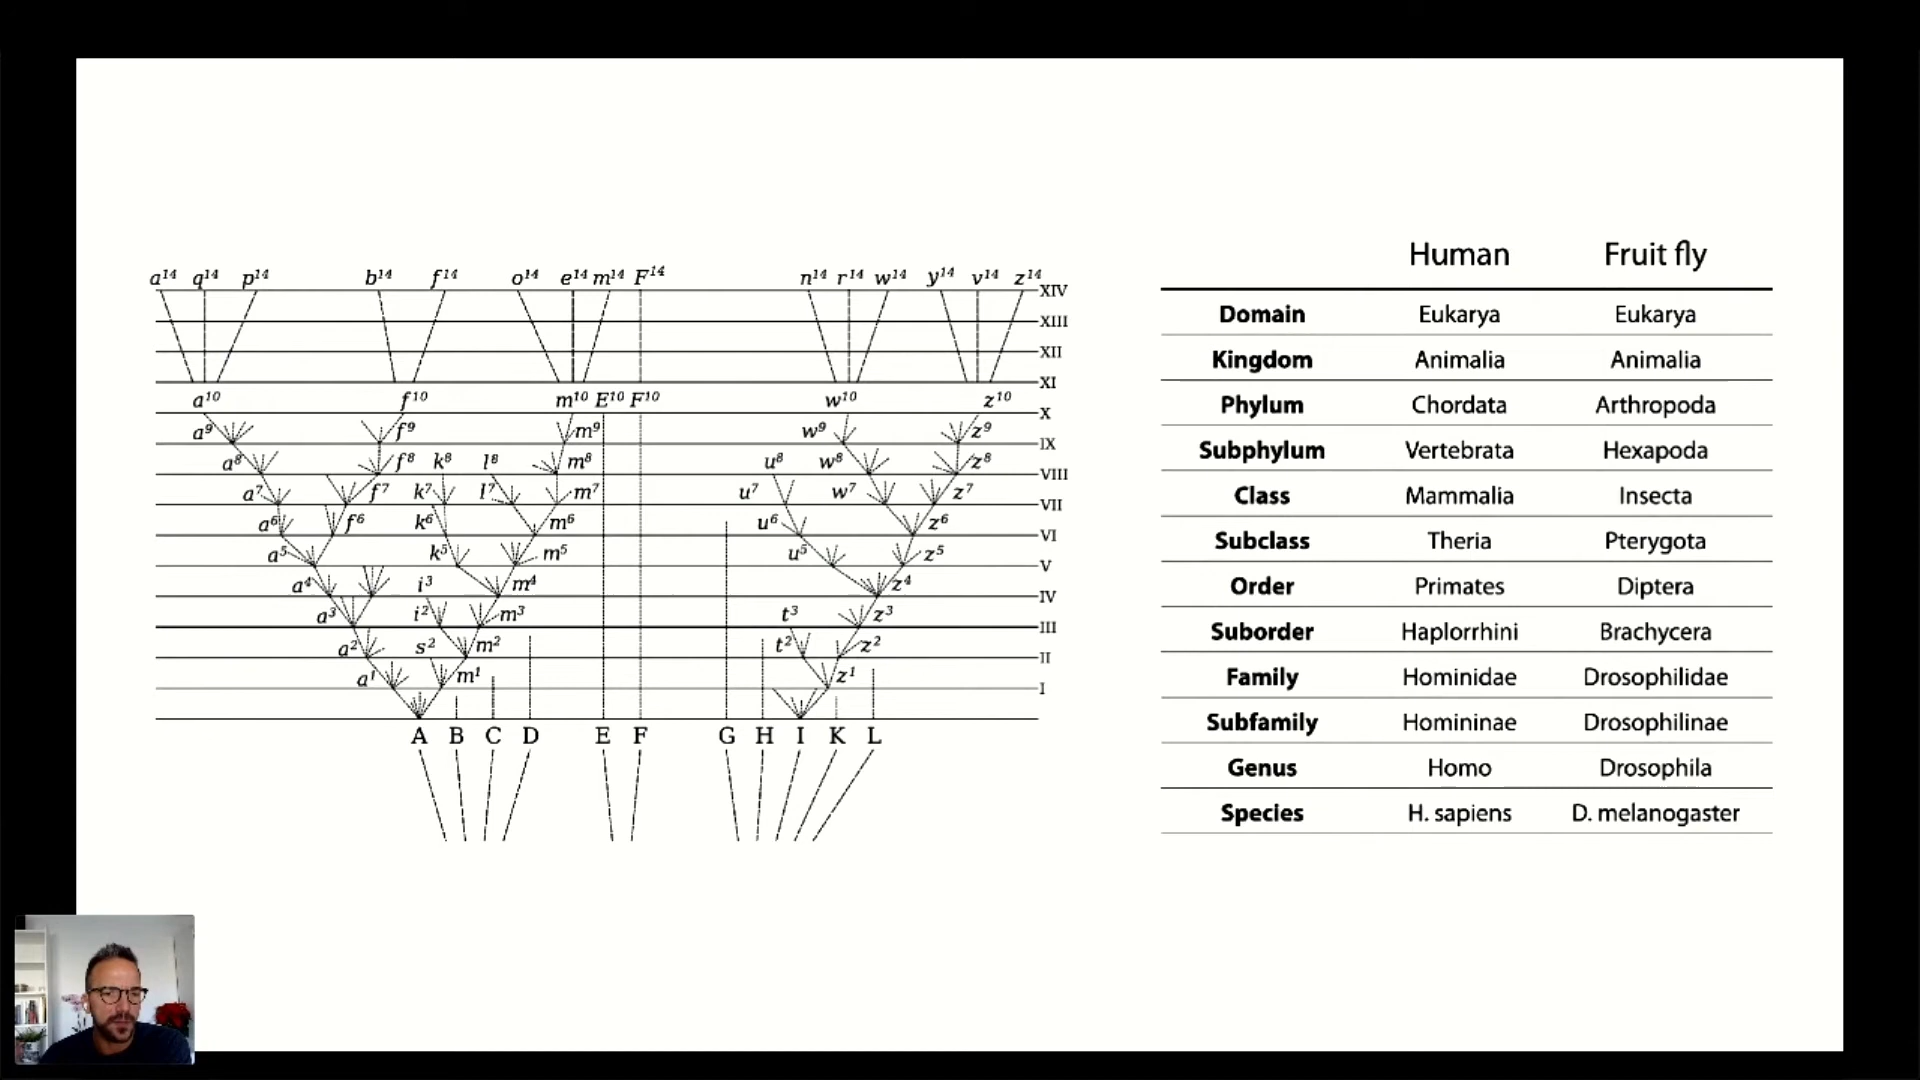 a¹⁴ q¹⁴ p¹⁴ b¹⁴ f¹⁴ o¹⁴ e¹⁴ m¹⁴ F¹⁴ n¹⁴ r¹⁴ w¹⁴ y¹⁴ v¹⁴ z¹⁴
XIV
XIII
XII
XI
a¹⁰ f¹⁰ m¹⁰ E¹⁰ F¹⁰ w¹⁰ z¹⁰
X
a⁹ f⁹ m⁹ w⁹ z⁹
IX
a⁸ f⁸ k⁸ l⁸ m⁸ u⁸ w⁸ z⁸
VIII
a⁷ f⁷ k⁷ l⁷ m⁷ u⁷ w⁷ z⁷
VII
a⁶ f⁶ k⁶ m⁶ u⁶ z⁶
VI
a⁵ k⁵ m⁵ u⁵ z⁵
V
a⁴ i³ m⁴ z⁴
IV
a³ i² m³ t³ z³
III
a² s² m² t² z²
II
a¹ m¹ z¹
I
A B C D E F G H I K L
Human Fruit fly
Domain Eukarya Eukarya
Kingdom Animalia Animalia
Phylum Chordata Arthropoda
Subphylum Vertebrata Hexapoda
Class Mammalia Insecta
Subclass Theria Pterygota
Order Primates Diptera
Suborder Haplorrhini Brachycera
Family Hominidae Drosophilidae
Subfamily Homininae Drosophilinae
Genus Homo Drosophila
Species H. sapiens D. melanogaster